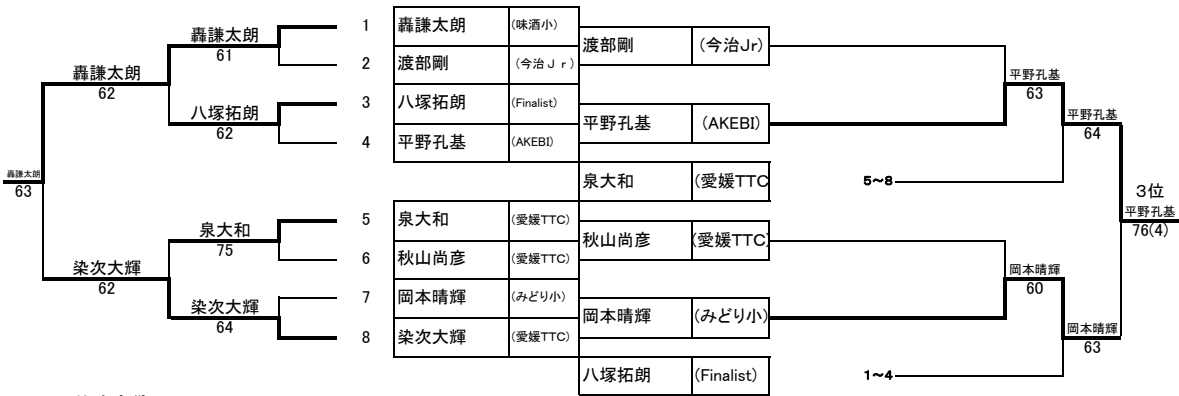 1 轟謙太朗 (味酒小)
轟謙太朗
61
渡部剛 (今治Jr)
2 渡部剛 (今治Ｊｒ)
轟謙太朗
62
平野孔基
63
3 八塚拓朗 (Finalist)
八塚拓朗
62
平野孔基 (AKEBI)
平野孔基
64
4 平野孔基 (AKEBI)
轟謙太朗
63
泉大和 (愛媛TTC
5~8
3位
平野孔基
76(4)
5 泉大和 (愛媛TTC)
泉大和
75
秋山尚彦 (愛媛TTC)
6 秋山尚彦 (愛媛TTC)
染次大輝
62
岡本晴輝
60
7 岡本晴輝 (みどり小)
染次大輝
64
岡本晴輝 (みどり小)
岡本晴輝
63
8 染次大輝 (愛媛TTC)
八塚拓朗 (Finalist)
1~4